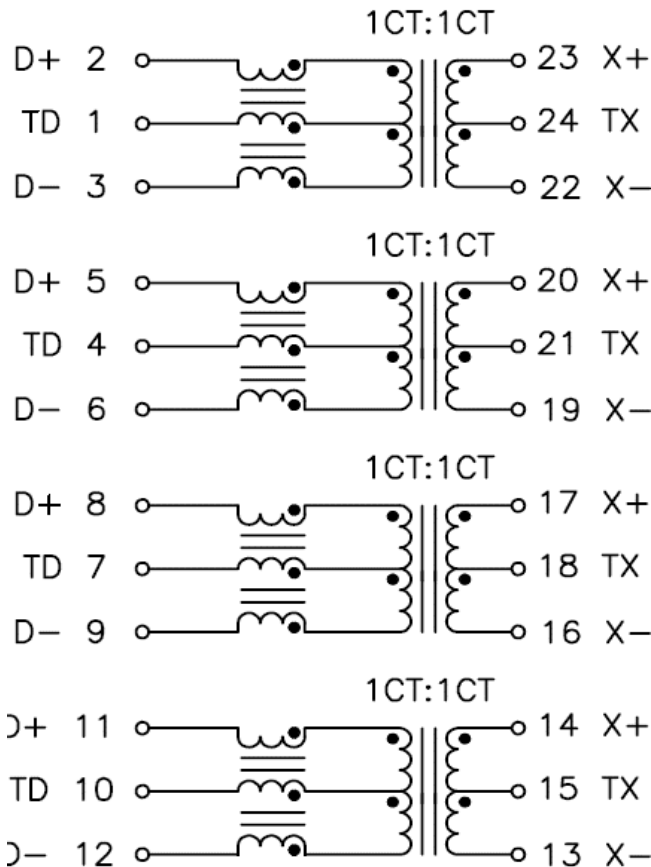 1CT:1CT
D+ 2 23 X+
TD 1 24 TX
D- 3 22 X-
1CT:1CT
D+ 5 20 X+
TD 4 21 TX
D- 6 19 X-
1CT:1CT
D+ 8 17 X+
TD 7 18 TX
D- 9 16 X-
1CT:1CT
D+ 11 14 X+
TD 10 15 TX
D- 12 13 X-